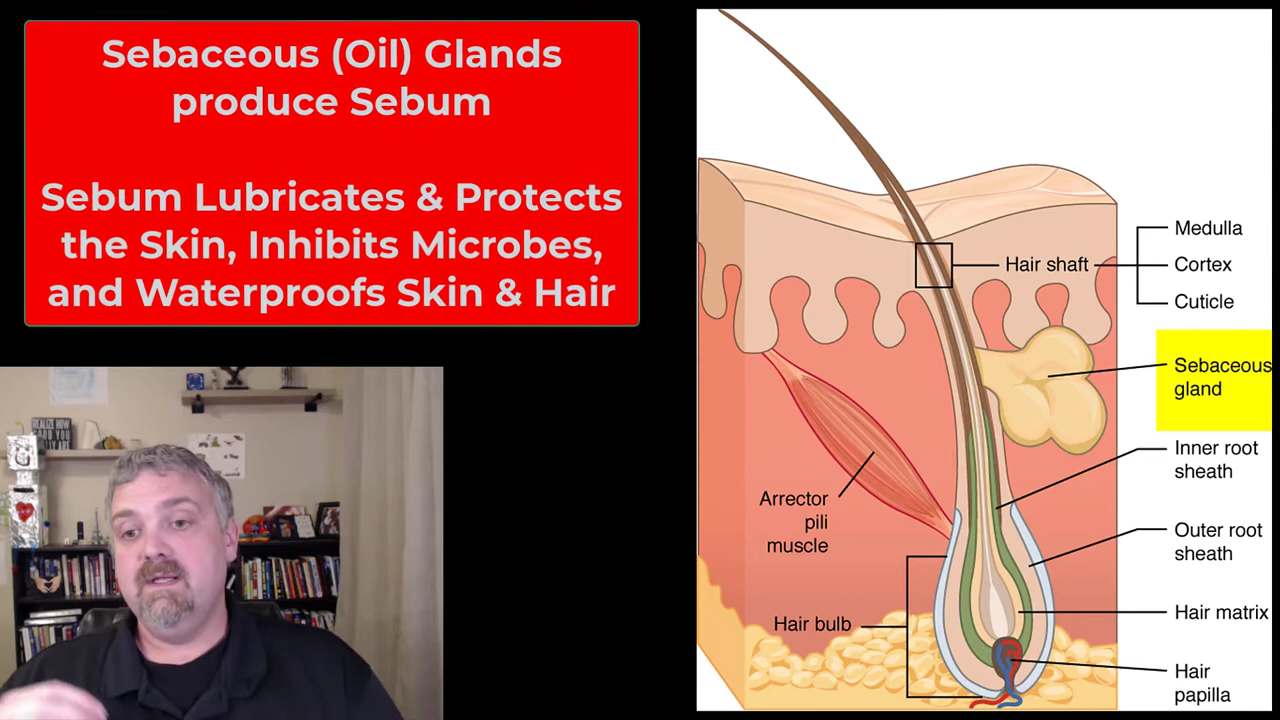 Sebaceous (Oil) Glands
produce Sebum
Sebum Lubricates & Protects
the Skin, Inhibits Microbes,
and Waterproofs Skin & Hair
REALIZE HOW
Medulla
Hair shaft
Cortex
Cuticle
Sebaceous
gland
Inner root
sheath
Arrector
pili
muscle
Outer root
sheath
Hair matrix
Hair bulb
Hair
papilla